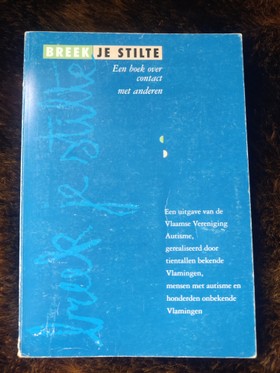 BREEK JE STILTE
Een boek over
contact
met anderen
breek je stilte
Een uitgave van de
Vlaamse Vereniging
Autisme,
gerealiseerd door
tientallen bekende
Vlamingen,
mensen met autisme en
honderden onbekende
Vlamingen